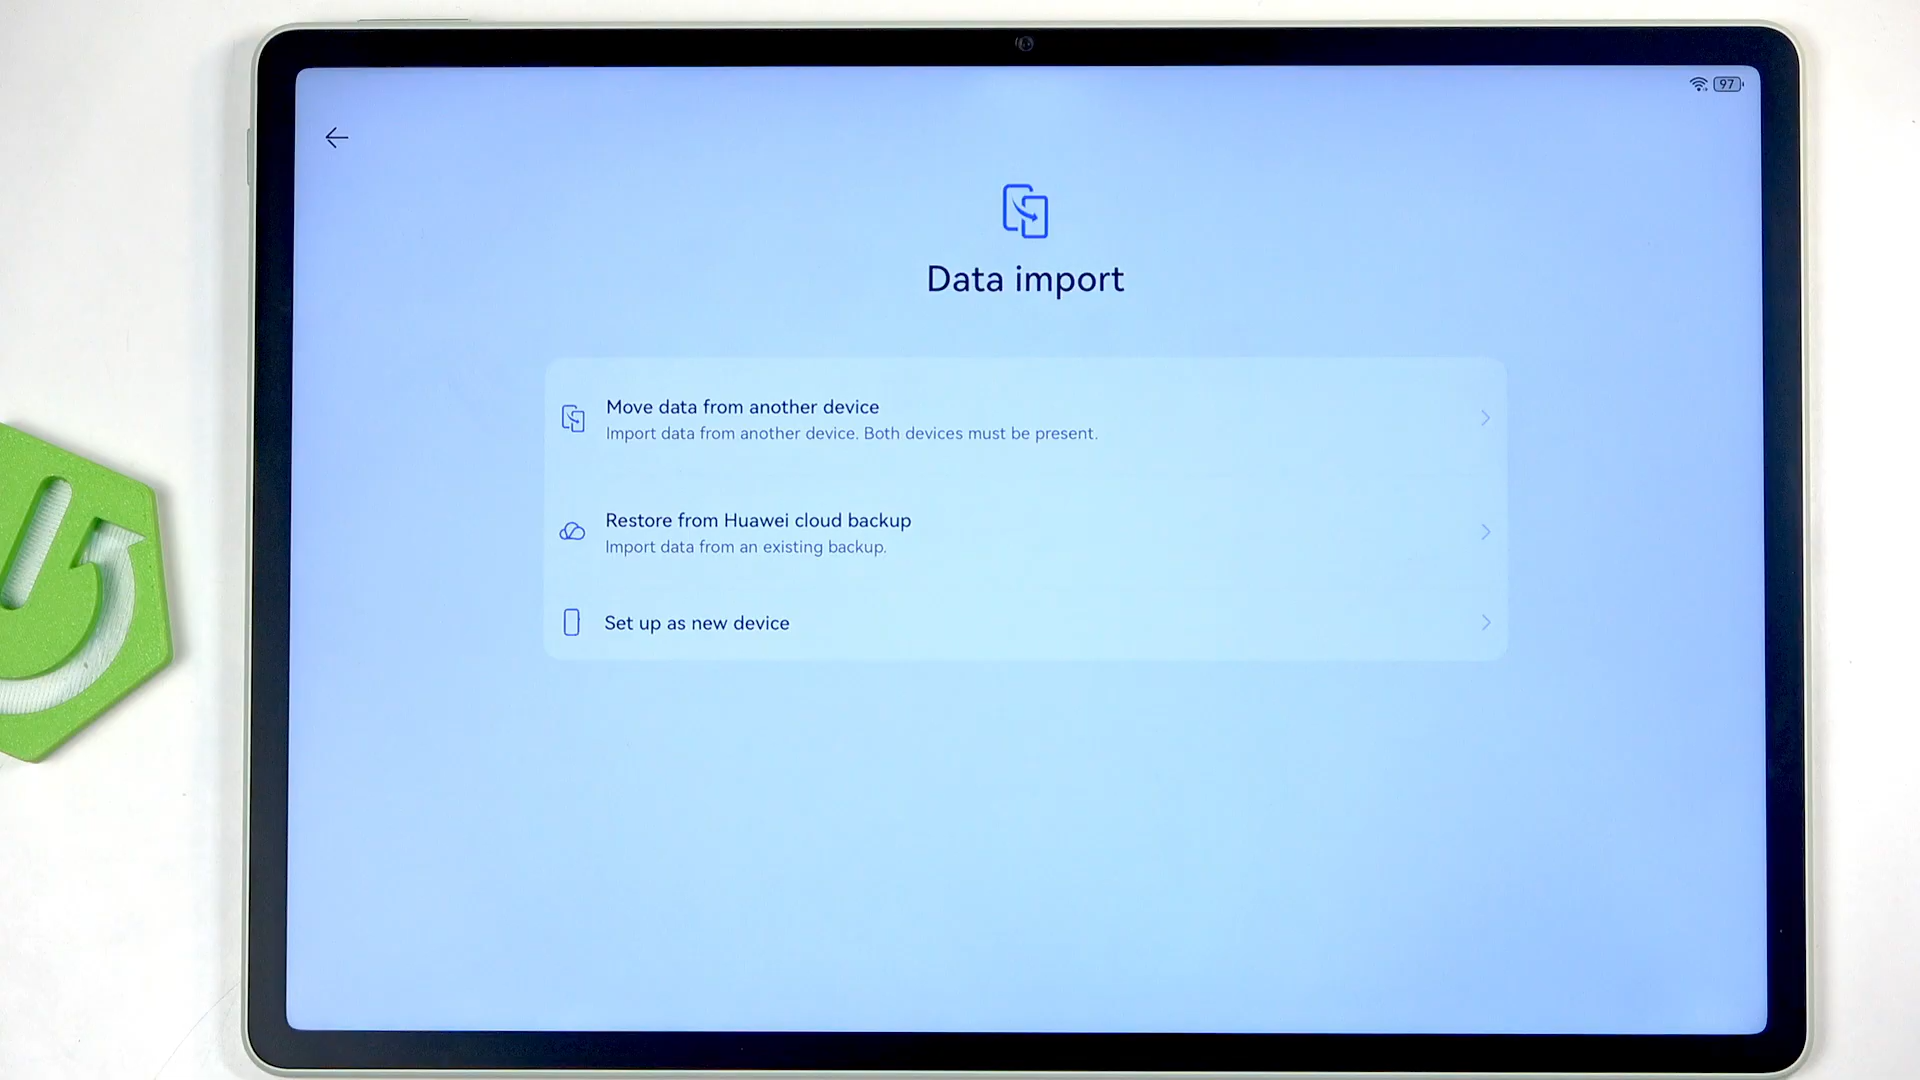 97
Data import
Move data from another device
Import data from another device. Both devices must be present.
Restore from Huawei cloud backup
Import data from an existing backup.
Set up as new device